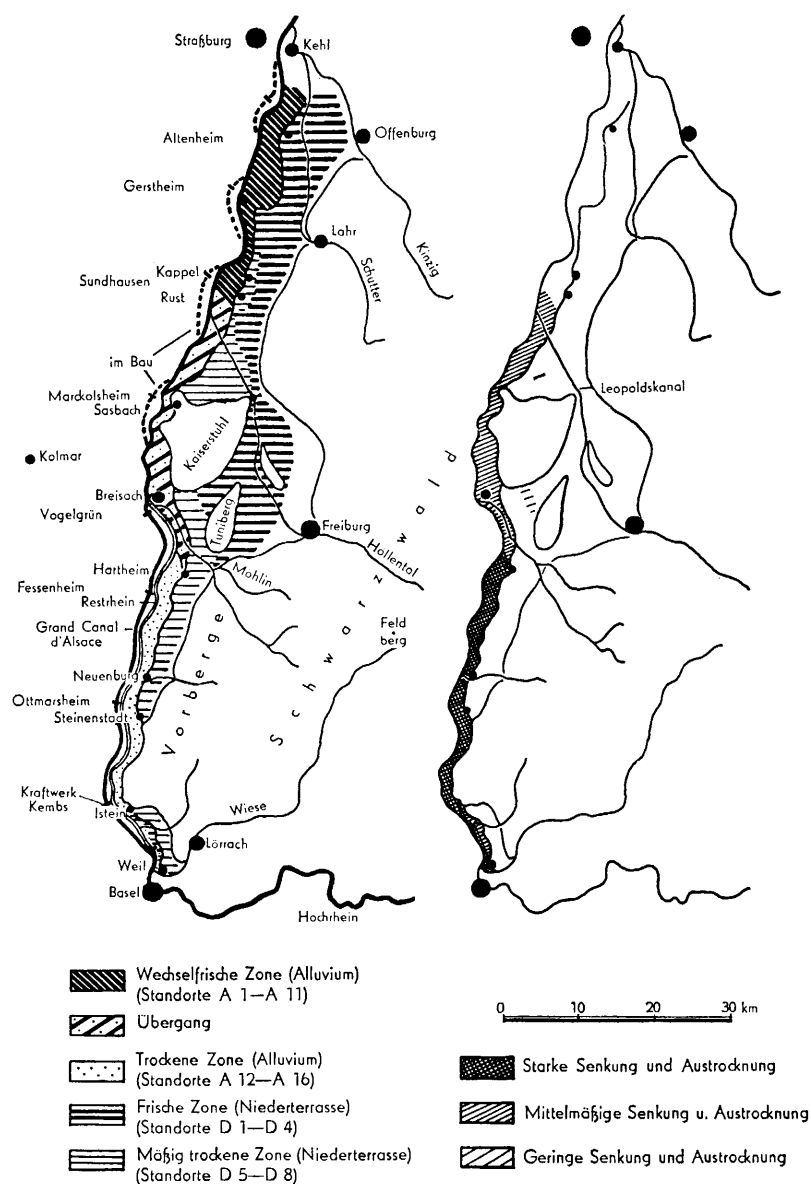 Straßburg
Kehl
Altenheim
Offenburg
Gerstheim
Lahr
Kinzig
Schutter
Kappel
Sundhausen
Rust
im Bau
Marckolsheim
Sasbach
Leopoldskanal
Kaiserstuhl
Kolmar
Breisach
Vogelgrün
Tuniberg
Freiburg
Höllental
Hartheim
Möhlin
Fessenheim
Restrhein
Grand Canal
d'Alsace
Feld
berg
Schwarzwald
Vorberge
Neuenburg
Ottmarsheim
Steinenstadt
Kraftwerk
Kembs
Istein
Wiese
Lörrach
Weil
Basel
Hochrhein
Wechselfrische Zone (Alluvium)
(Standorte A 1—A 11)
Übergang
Trockene Zone (Alluvium)
(Standorte A 12—A 16)
Frische Zone (Niederterrasse)
(Standorte D 1—D 4)
Mäßig trockene Zone (Niederterrasse)
(Standorte D 5—D 8)
0 10 20 30 km
Starke Senkung und Austrocknung
Mittelmäßige Senkung u. Austrocknung
Geringe Senkung und Austrocknung